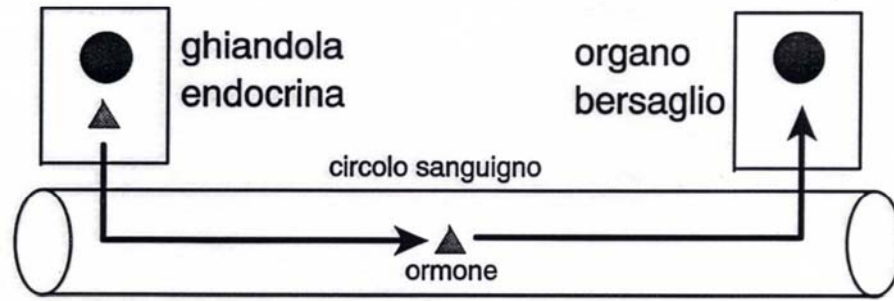 ghiandola
endocrina
organo
bersaglio
circolo sanguigno
ormone